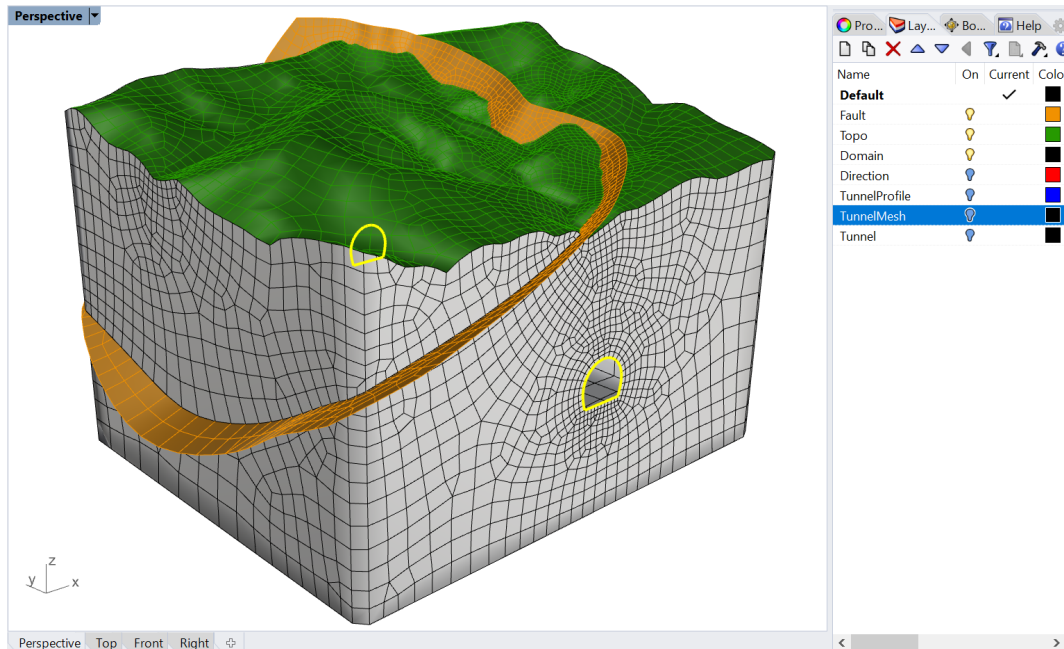 Perspective
Pro... Lay... Bo... Help
Name On Current Colo
Default
Fault
Topo
Domain
Direction
TunnelProfile
TunnelMesh
Tunnel
z
y x
Perspective Top Front Right